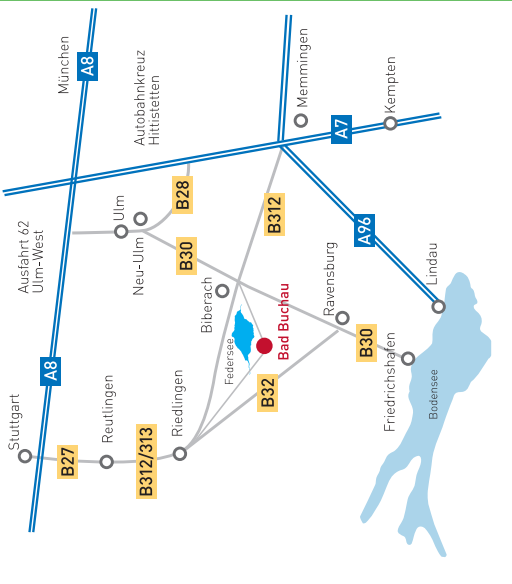 Stuttgart
A8
Ausfahrt 62
Ulm-West
München
A8
B27
Reutlingen
B312/313
Riedlingen
Ulm
Neu-Ulm
Autobahnkreuz
Hittistetten
B28
B30
Biberach
Federsee
Bad Buchau
B32
B312
Memmingen
A7
Kempten
A96
Ravensburg
B30
Friedrichshafen
Lindau
Bodensee